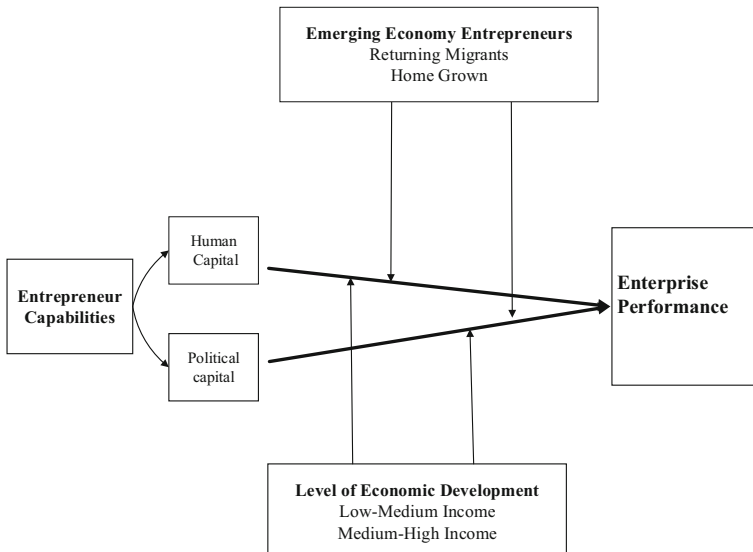 Emerging Economy Entrepreneurs
Returning Migrants
Home Grown
Human
Capital
Entrepreneur
Capabilities
Political
capital
Enterprise
Performance
Level of Economic Development
Low-Medium Income
Medium-High Income